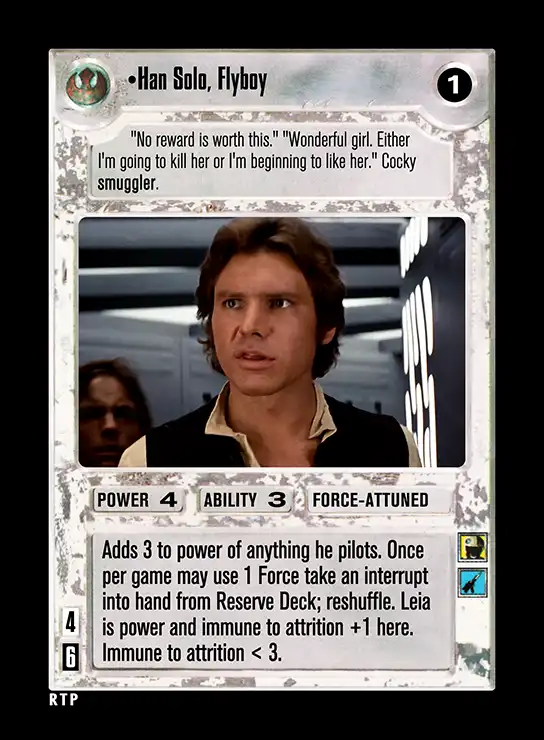 •Han Solo, Flyboy
1
"No reward is worth this." "Wonderful girl. Either
I'm going to kill her or I'm beginning to like her." Cocky
smuggler.
POWER 4 ABILITY 3 FORCE-ATTUNED
Adds 3 to power of anything he pilots. Once
per game may use 1 Force take an interrupt
into hand from Reserve Deck; reshuffle. Leia
is power and immune to attrition +1 here.
Immune to attrition < 3.
4
6
RTP